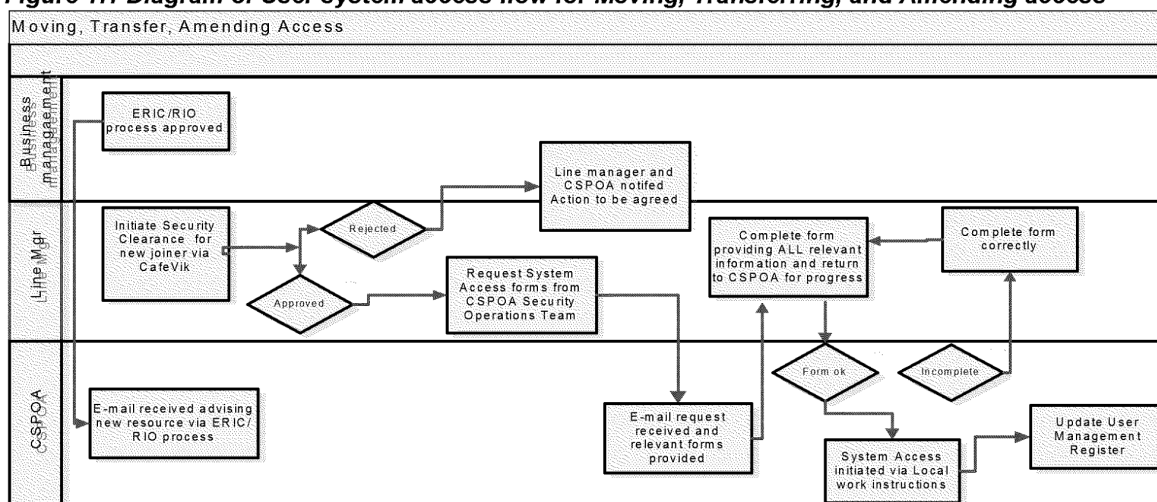 Figure 1.1 Diagram of User system access flow for Moving, Transferring, and Amending access
Moving, Transfer, Amending Access
Business
managaement
ERIC/RIO
process approved
Line manager and
CSPOA notifed
Action to be agreed
Line Mgr
Initiate Security
Clearance for
new joiner via
CafeVik
Rejected
Approved
Request System
Access forms from
CSPOA Security
Operations Team
Complete form
providing ALL relevant
information and return
to CSPOA for progress
Complete form
correctly
CSPOA
E-mail received advising
new resource via ERIC/
RIO process
E-mail request
received and
relevant forms
provided
Form ok
Incomplete
System Access
initiated via Local
work instructions
Update User
Management
Register